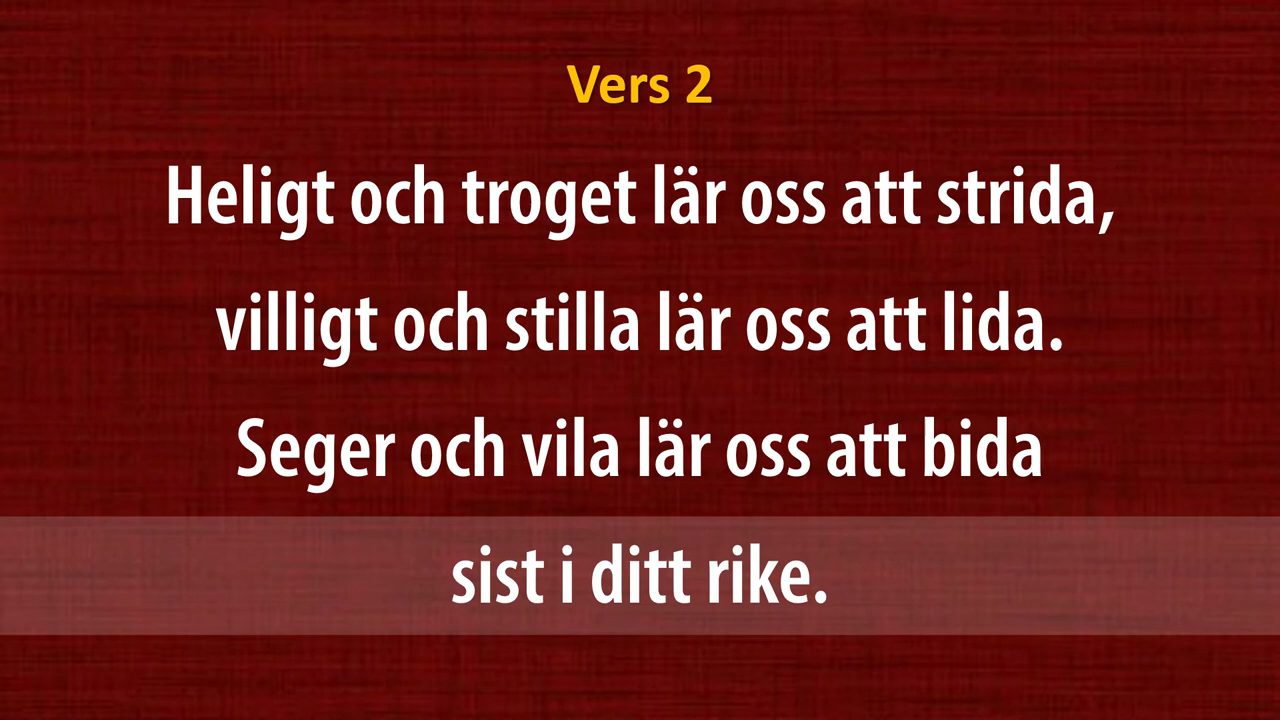 Vers 2
Heligt och troget lär oss att strida,
villigt och stilla lär oss att lida.
Seger och vila lär oss att bida
sist i ditt rike.